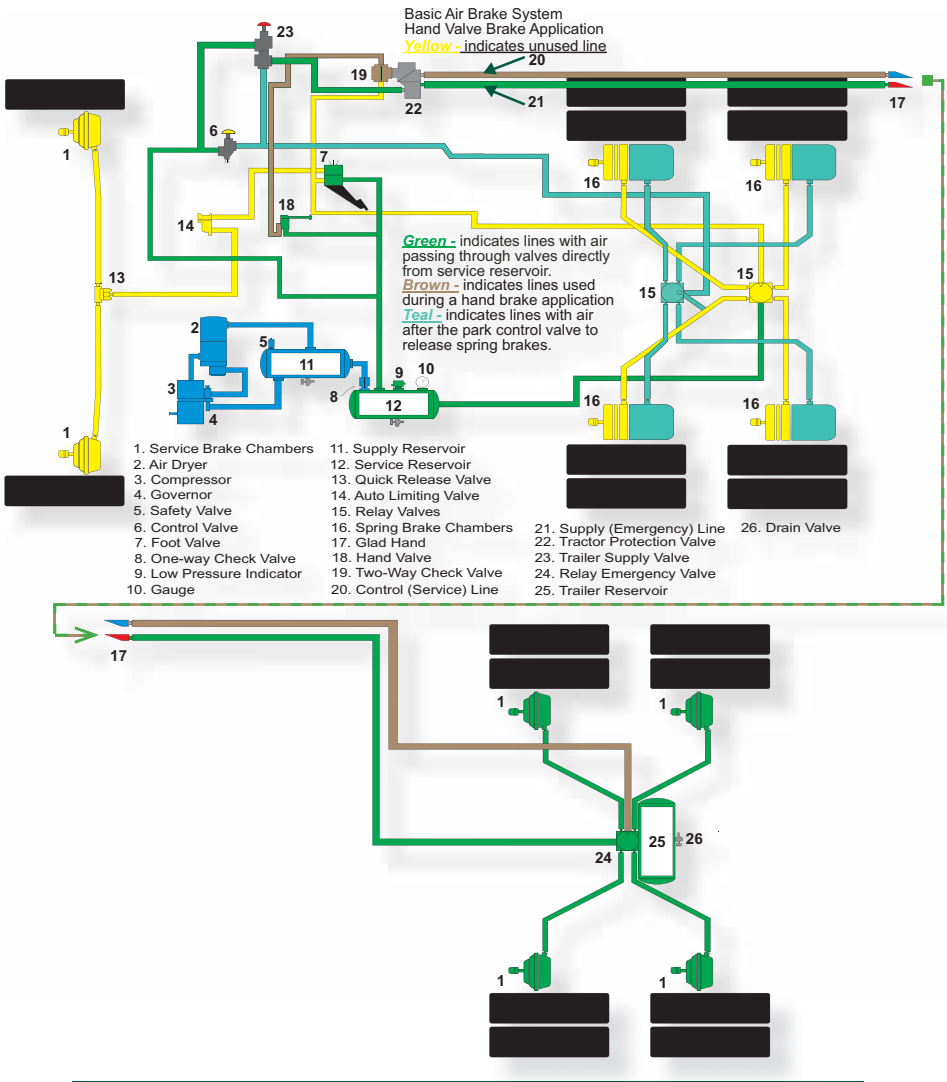 Basic Air Brake System
Hand Valve Brake Application
Yellow - indicates unused line
23
20
19
22
21
17
1
6
7
16
16
18
14
Green - indicates lines with air
passing through valves directly
from service reservoir.
Brown - indicates lines used
during a hand brake application
Teal - indicates lines with air
after the park control valve to
release spring brakes.
13
15
15
2
5
11
9
10
3
8
4
12
16
16
1
1. Service Brake Chambers
2. Air Dryer
3. Compressor
4. Governor
5. Safety Valve
6. Control Valve
7. Foot Valve
8. One-way Check Valve
9. Low Pressure Indicator
10. Gauge
11. Supply Reservoir
12. Service Reservoir
13. Quick Release Valve
14. Auto Limiting Valve
15. Relay Valves
16. Spring Brake Chambers
17. Glad Hand
18. Hand Valve
19. Two-Way Check Valve
20. Control (Service) Line
21. Supply (Emergency) Line
22. Tractor Protection Valve
23. Trailer Supply Valve
24. Relay Emergency Valve
25. Trailer Reservoir
26. Drain Valve
17
1
1
24
25
26
1
1